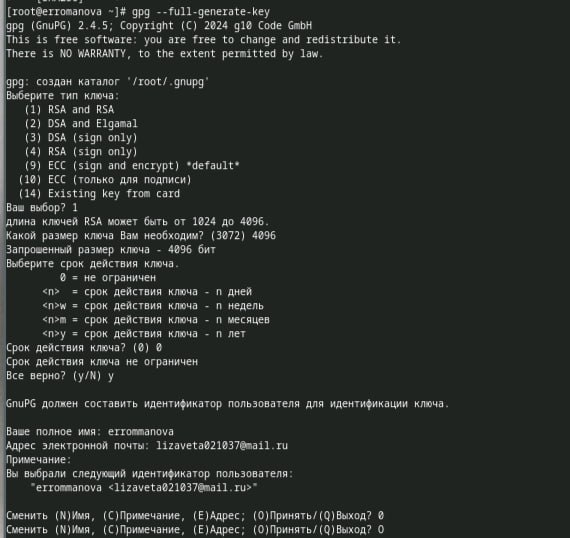 [root@erromanova ~]# gpg --full-generate-key
gpg (GnuPG) 2.4.5; Copyright (C) 2024 g10 Code GmbH
This is free software: you are free to change and redistribute it.
There is NO WARRANTY, to the extent permitted by law.
gpg: создан каталог '/root/.gnupg'
Выберите тип ключа:
(1) RSA and RSA
(2) DSA and Elgamal
(3) DSA (sign only)
(4) RSA (sign only)
(9) ECC (sign and encrypt) *default*
(10) ECC (только для подписи)
(14) Existing key from card
Ваш выбор? 1
длина ключей RSA может быть от 1024 до 4096.
Какой размер ключа Вам необходим? (3072) 4096
Запрошенный размер ключа - 4096 бит
Выберите срок действия ключа.
0 = не ограничен
<n>  = срок действия ключа - n дней
<n>w = срок действия ключа - n недель
<n>m = срок действия ключа - n месяцев
<n>y = срок действия ключа - n лет
Срок действия ключа? (0) 0
Срок действия ключа не ограничен
Все верно? (y/N) y
GnuPG должен составить идентификатор пользователя для идентификации ключа.
Ваше полное имя: errommanova
Адрес электронной почты: lizaveta021037@mail.ru
Примечание:
Вы выбрали следующий идентификатор пользователя:
"errommanova <lizaveta021037@mail.ru>"
Сменить (N)Имя, (C)Примечание, (E)Адрес; (O)Принять/(Q)Выход? 0
Сменить (N)Имя, (C)Примечание, (E)Адрес; (O)Принять/(Q)Выход? O